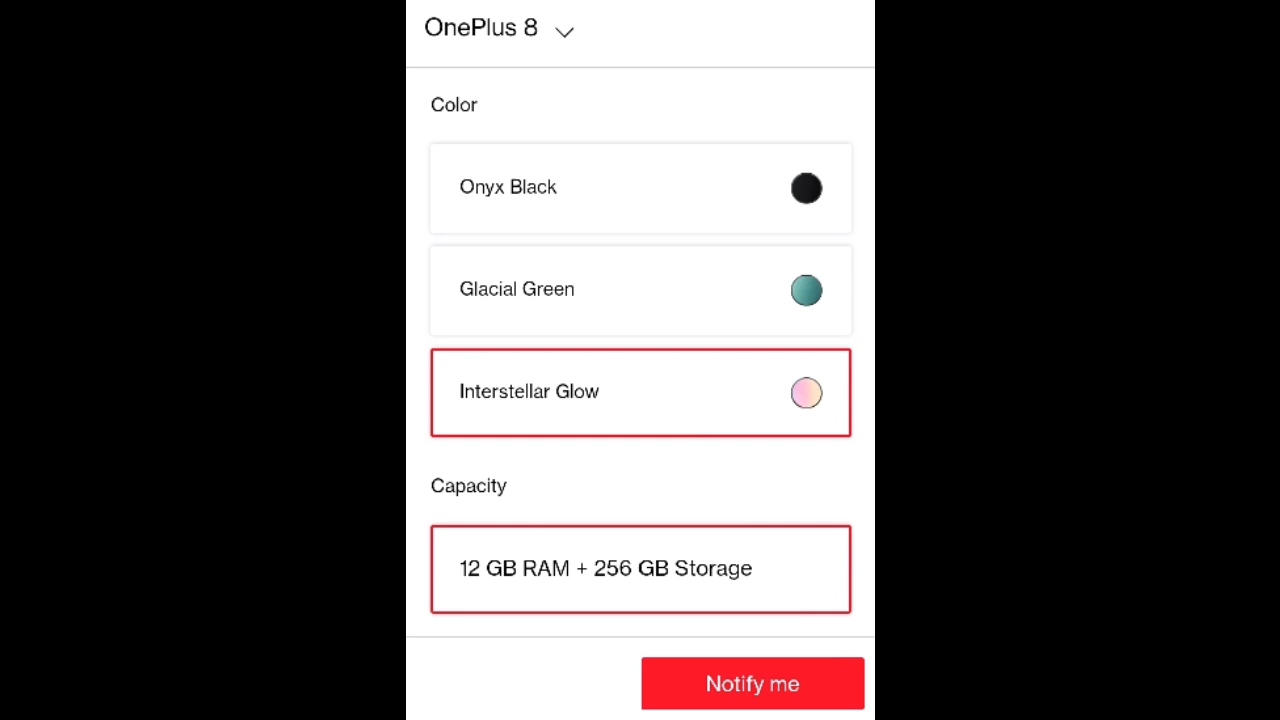 OnePlus 8
Color
Onyx Black
Glacial Green
Interstellar Glow
Capacity
12 GB RAM + 256 GB Storage
Notify me